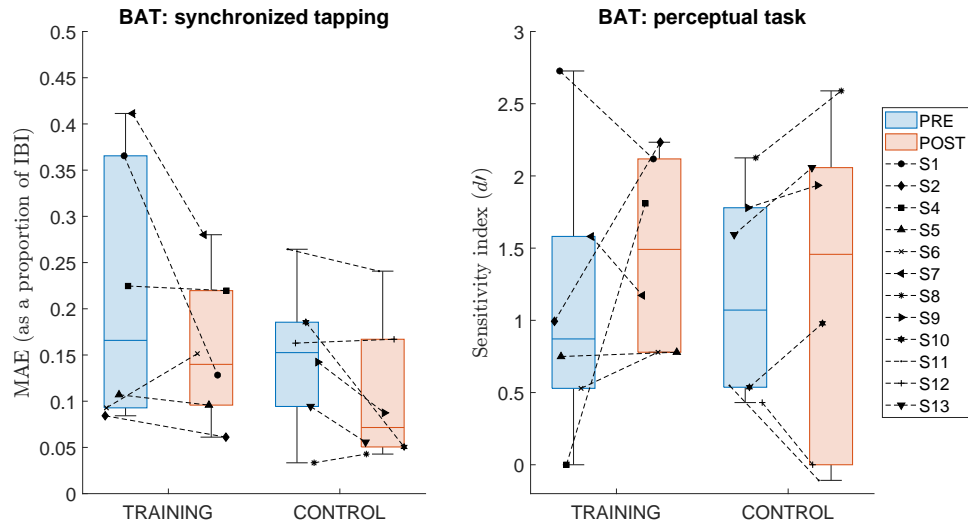 BAT: synchronized tapping
MAE (as a proportion of IBI)
0.5
0.45
0.4
0.35
0.3
0.25
0.2
0.15
0.1
0.05
0
TRAINING
CONTROL
BAT: perceptual task
Sensitivity index (d′)
3
2.5
2
1.5
1
0.5
0
TRAINING
CONTROL
PRE
POST
S1
S2
S4
S5
S6
S7
S8
S9
S10
S11
S12
S13